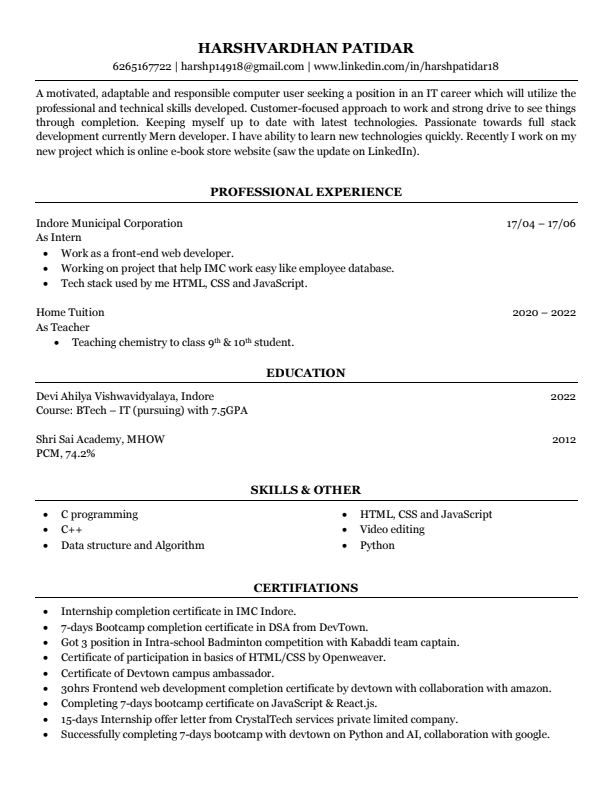 HARSHVARDHAN PATIDAR
6265167722 | harshp14918@gmail.com | www.linkedin.com/in/harshpatidar18
A motivated, adaptable and responsible computer user seeking a position in an IT career which will utilize the
professional and technical skills developed. Customer-focused approach to work and strong drive to see things
through completion. Keeping myself up to date with latest technologies. Passionate towards full stack
development currently Mern developer. I have ability to learn new technologies quickly. Recently I work on my
new project which is online e-book store website (saw the update on LinkedIn).
PROFESSIONAL EXPERIENCE
Indore Municipal Corporation 17/04 – 17/06
As Intern
• Work as a front-end web developer.
• Working on project that help IMC work easy like employee database.
• Tech stack used by me HTML, CSS and JavaScript.
Home Tuition 2020 – 2022
As Teacher
• Teaching chemistry to class 9th & 10th student.
EDUCATION
Devi Ahilya Vishwavidyalaya, Indore 2022
Course: BTech – IT (pursuing) with 7.5GPA
Shri Sai Academy, MHOW 2012
PCM, 74.2%
SKILLS & OTHER
• C programming
• C++
• Data structure and Algorithm
• HTML, CSS and JavaScript
• Video editing
• Python
CERTIFIATIONS
• Internship completion certificate in IMC Indore.
• 7-days Bootcamp completion certificate in DSA from DevTown.
• Got 3 position in Intra-school Badminton competition with Kabaddi team captain.
• Certificate of participation in basics of HTML/CSS by Openweaver.
• Certificate of Devtown campus ambassador.
• 30hrs Frontend web development completion certificate by devtown with collaboration with amazon.
• Completing 7-days bootcamp certificate on JavaScript & React.js.
• 15-days Internship offer letter from CrystalTech services private limited company.
• Successfully completing 7-days bootcamp with devtown on Python and AI, collabration with google.